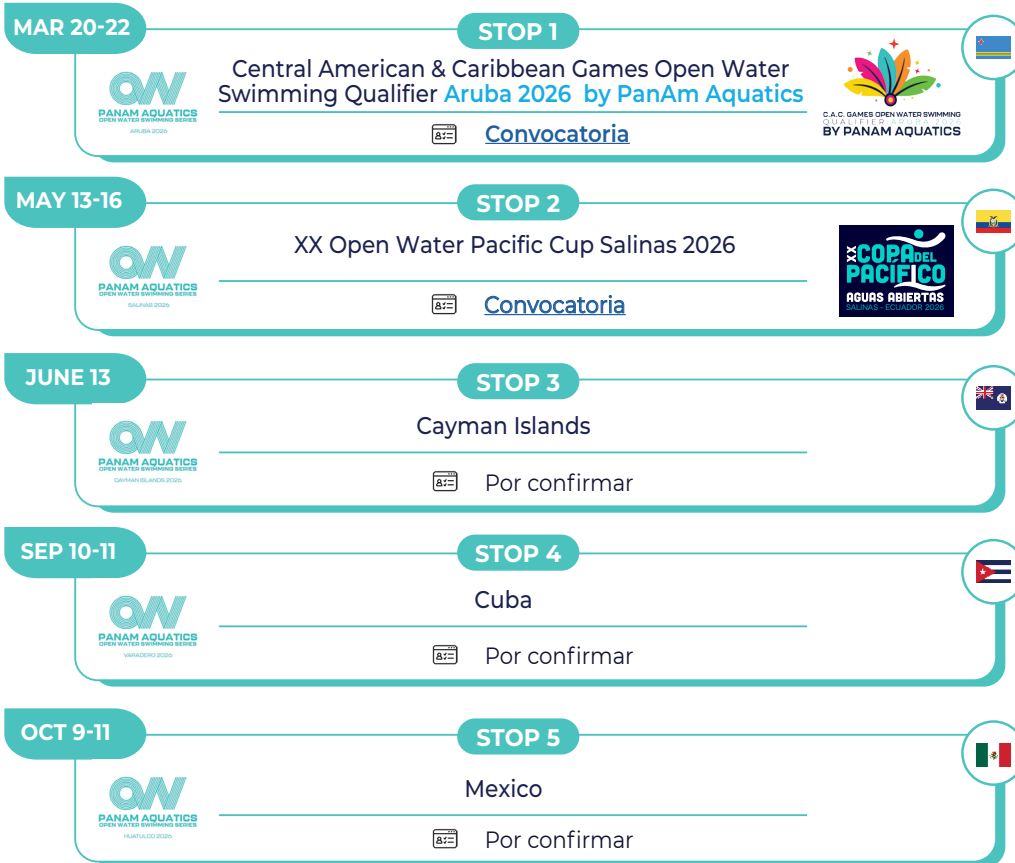 MAR 20-22
STOP 1
Central American & Caribbean Games Open Water
Swimming Qualifier Aruba 2026 by PanAm Aquatics
Convocatoria
PANAM AQUATICS
OPEN WATER SWIMMING SERIES
ARUBA 2026
C.A.C. GAMES OPEN WATER SWIMMING
QUALIFIER ARUBA 2026
BY PANAM AQUATICS
MAY 13-16
STOP 2
XX Open Water Pacific Cup Salinas 2026
Convocatoria
PANAM AQUATICS
OPEN WATER SWIMMING SERIES
SALINAS 2026
XX COPA DEL
PACÍFICO
AGUAS ABIERTAS
SALINAS - ECUADOR 2026
JUNE 13
STOP 3
Cayman Islands
Por confirmar
PANAM AQUATICS
OPEN WATER SWIMMING SERIES
CAYMAN ISLANDS 2026
SEP 10-11
STOP 4
Cuba
Por confirmar
PANAM AQUATICS
OPEN WATER SWIMMING SERIES
VARADERO 2026
OCT 9-11
STOP 5
Mexico
Por confirmar
PANAM AQUATICS
OPEN WATER SWIMMING SERIES
HUATULCO 2026